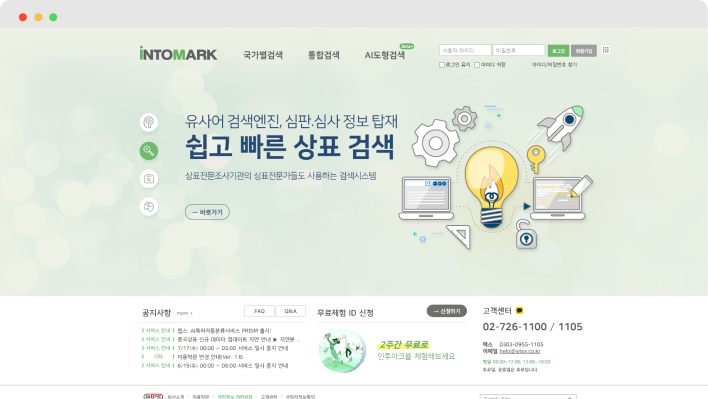 INTOMARK
국가별검색
통합검색
AI도형검색
Beta+
사용자 아이디
비밀번호
로그인
회원가입
로그인 유지
아이디 저장
아이디/비밀번호 찾기
유사어 검색엔진, 심판.심사 정보 탑재
쉽고 빠른 상표 검색
상표전문조사기관의 상표전문가들도 사용하는 검색시스템
→ 바로가기
공지사항
more +
FAQ
Q&A
서비스 안내 윕스, AI특허자동분류서비스 PRISM 출시!
서비스 안내 중국상표 신규 데이터 업데이트 지연 안내 ▶ 지연분 ...
서비스 안내 7/17(수) 00:00 ~ 05:00 서비스 일시 중지 안내
기타 이용약관 변경 안내(Ver. 1.6)
서비스 안내 6/19(수) 00:00 ~ 06:00 서비스 일시 중지 안내
무료체험 ID 신청
→ 신청하기
2주간 무료로
인투마크를 체험해보세요
고객센터
02-726-1100 / 1105
팩스 0303-0955-1105
이메일 help@wips.co.kr
평일 09:00~12:00, 13:00~18:00
토요일, 공휴일은 휴무입니다
WIPS
회사소개
이용약관
개인정보 처리방침
고객센터
사업자정보확인
Family Site